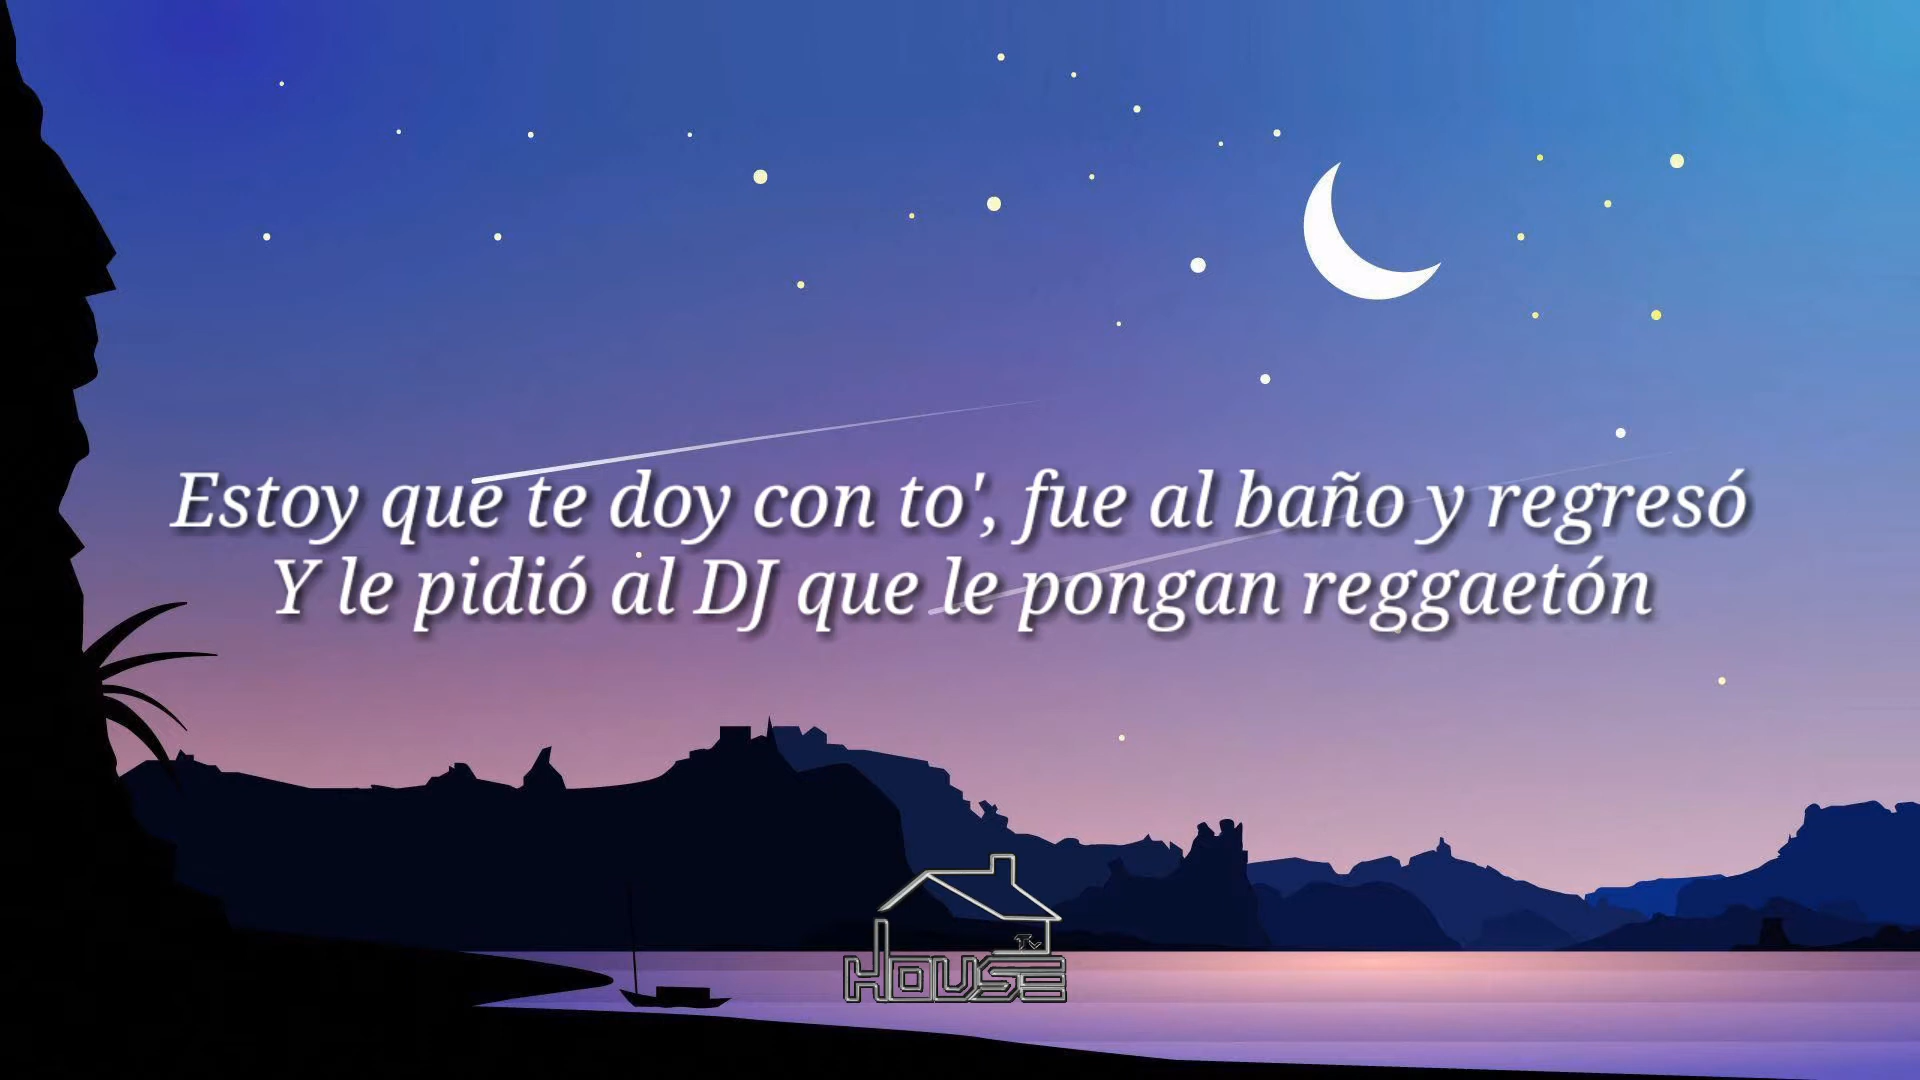 Estoy que te doy con to', fue al baño y regresó
Y le pidió al DJ que le pongan reggaetón
Tv
HOUSE